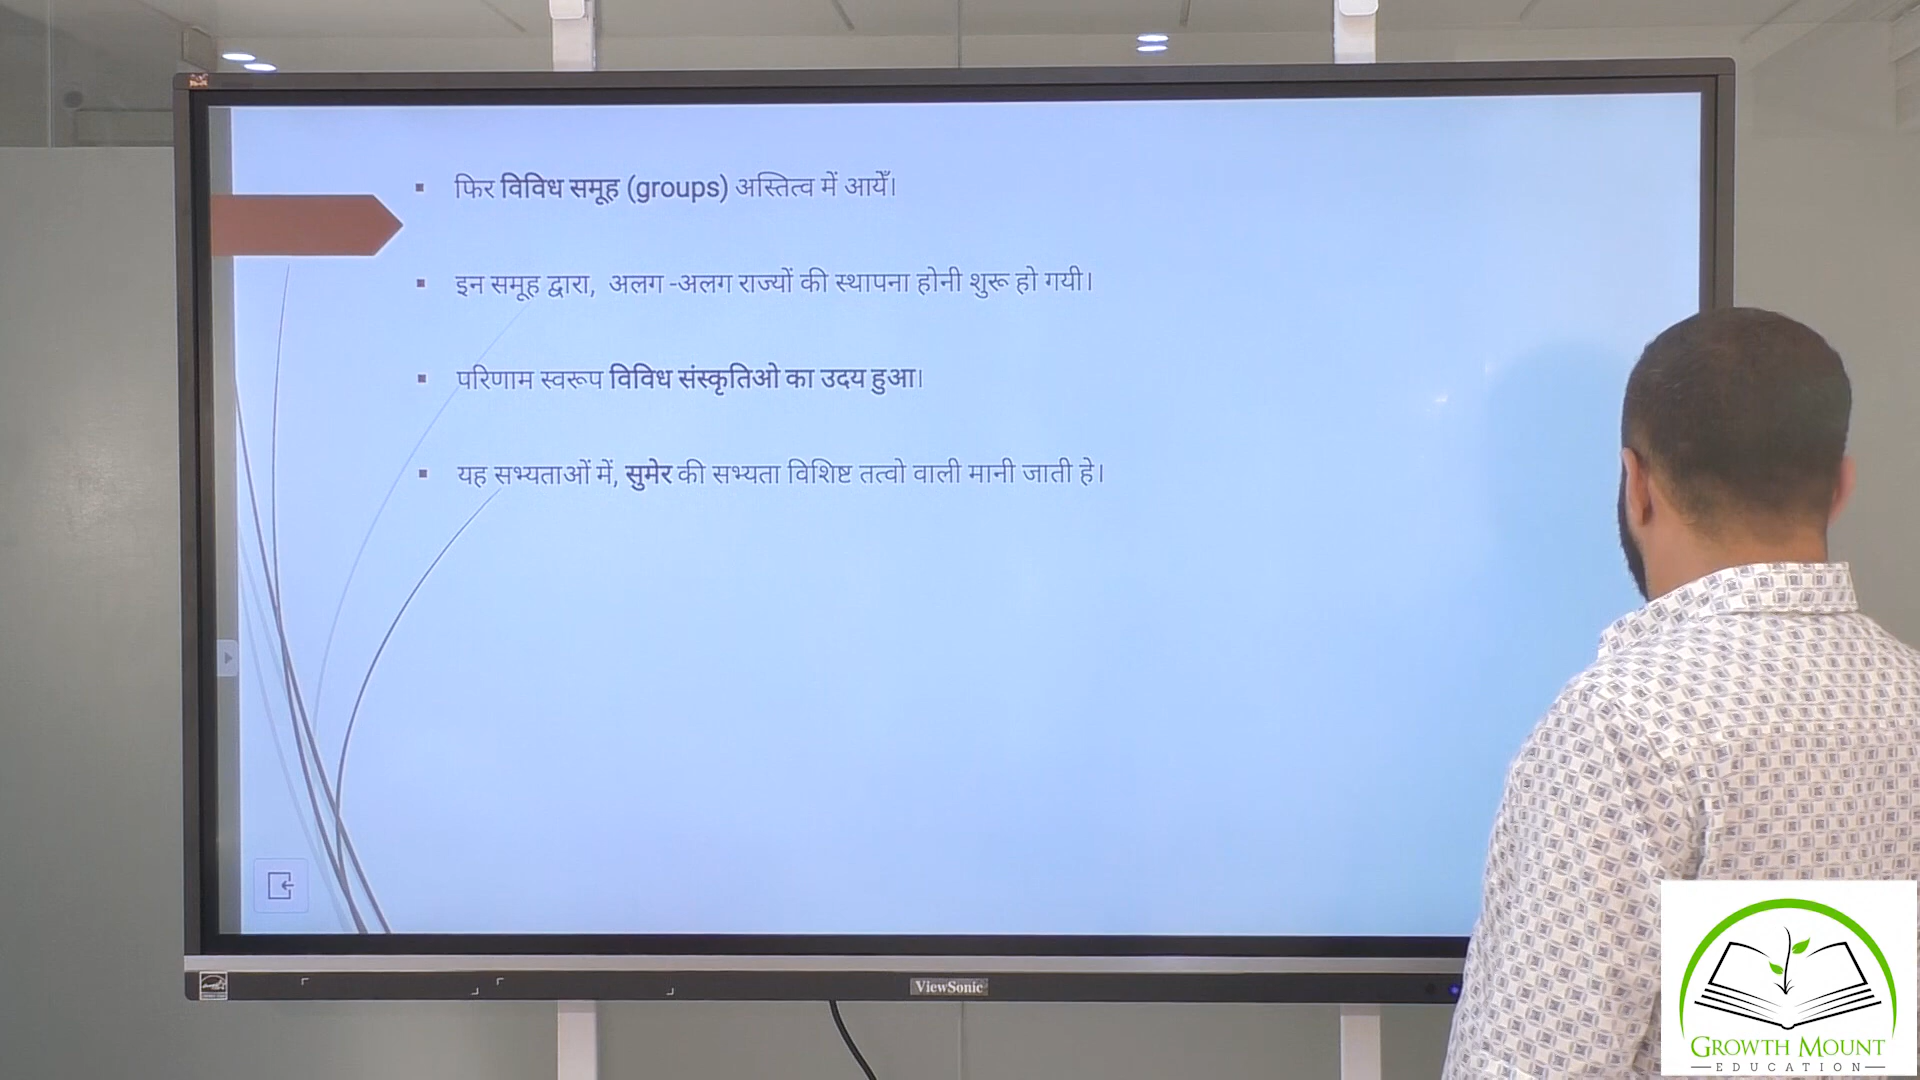 फिर विविध समूह (groups) अस्तित्व में आयेँ।
इन समूह द्वारा, अलग -अलग राज्यों की स्थापना होनी शुरू हो गयी।
परिणाम स्वरूप विविध संस्कृतिओ का उदय हुआ।
यह सभ्यताओं में, सुमेर की सभ्यता विशिष्ट तत्वो वाली मानी जाती हे।
ViewSonic
GROWTH MOUNT
EDUCATION